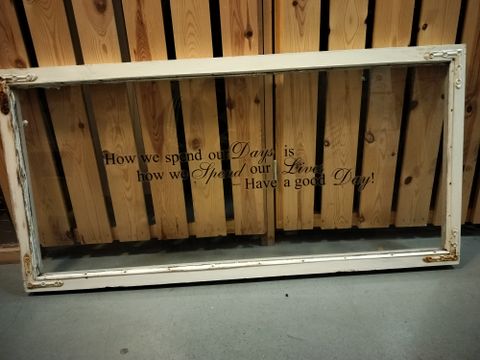 How we spend our Days, is
how we Spend our Lives
- Have a good Day!